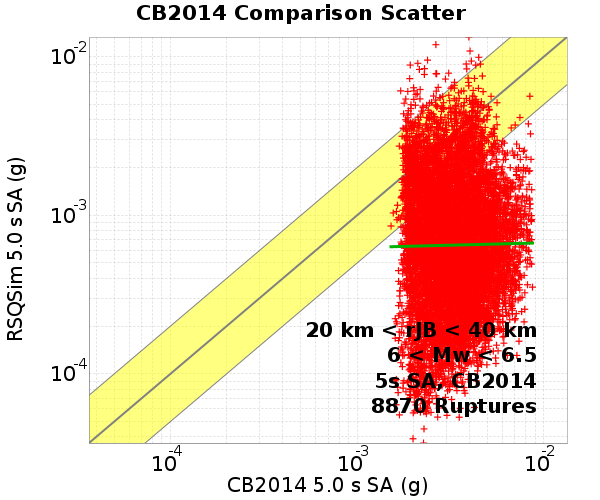 CB2014 Comparison Scatter
RSQSim 5.0 s SA (g)
10-2
10-3
10-4
20 km < rJB < 40 km
6 < Mw < 6.5
5s SA, CB2014
8870 Ruptures
10-4 10-3 10-2
CB2014 5.0 s SA (g)